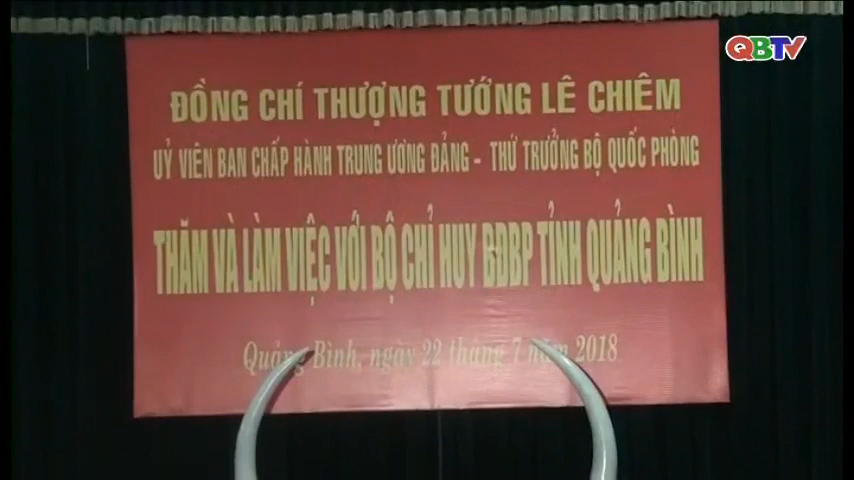 QBTV
ĐỒNG CHÍ THƯỢNG TƯỚNG LÊ CHIÊM
UỶ VIÊN BAN CHẤP HÀNH TRUNG ƯƠNG ĐẢNG - THỨ TRƯỞNG BỘ QUỐC PHÒNG
THĂM VÀ LÀM VIỆC VỚI BỘ CHỈ HUY BĐBP TỈNH QUẢNG BÌNH
Quảng Bình, ngày 22 tháng 7 năm 2018